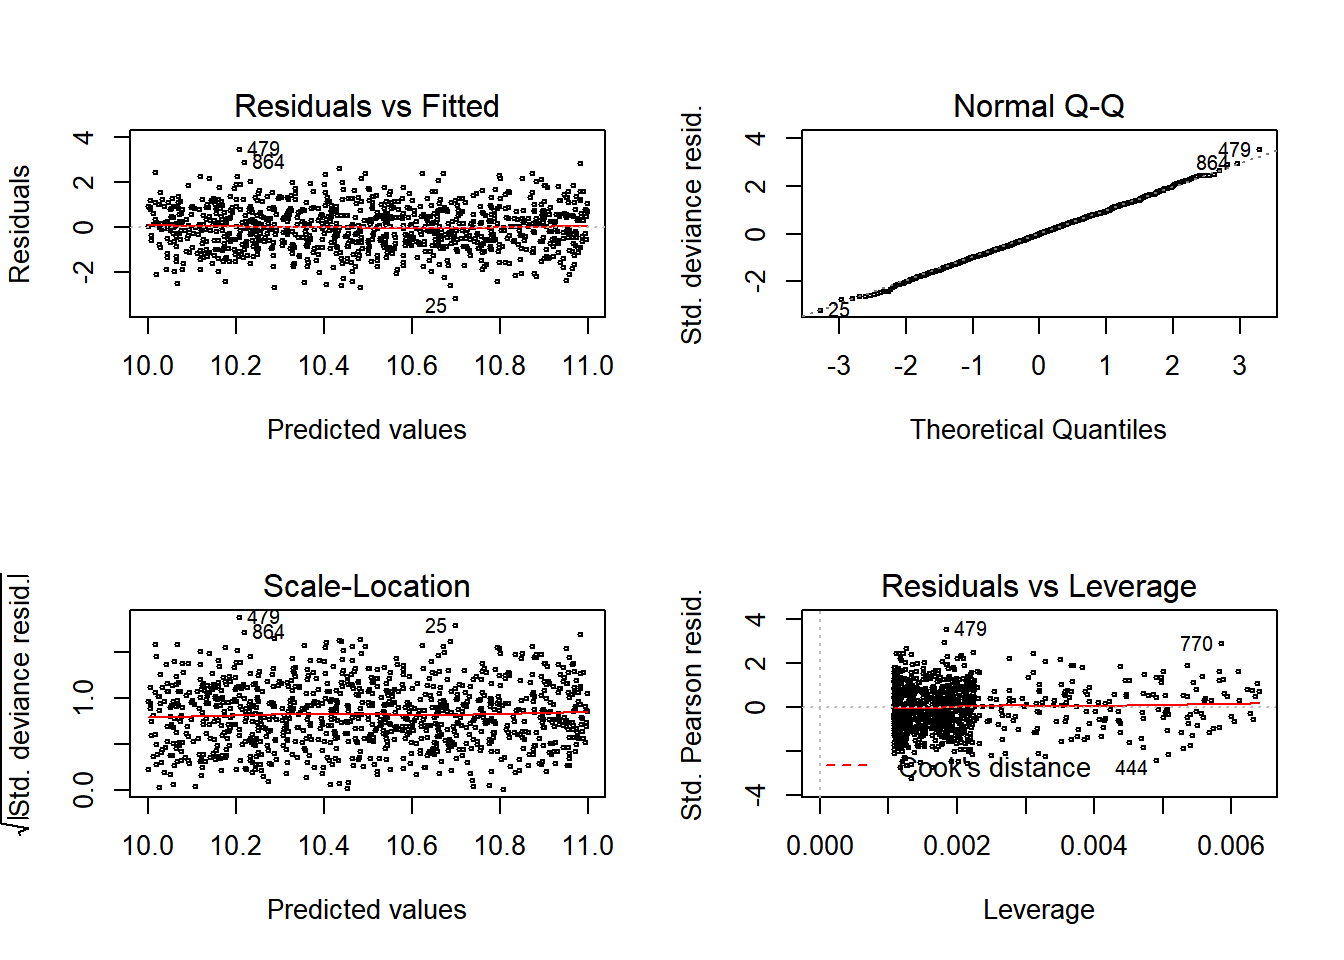 Residuals vs Fitted
Residuals
4
2
0
-2
479
864
25
10.0 10.2 10.4 10.6 10.8 11.0
Predicted values
Normal Q-Q
Std. deviance resid.
4
2
0
-2
479
864
25
-3 -2 -1 0 1 2 3
Theoretical Quantiles
Scale-Location
√|Std. deviance resid.|
1.0
0.0
479
864
25
10.0 10.2 10.4 10.6 10.8 11.0
Predicted values
Residuals vs Leverage
Std. Pearson resid.
4
2
0
-4
479
770
Cook's distance
444
0.000 0.002 0.004 0.006
Leverage